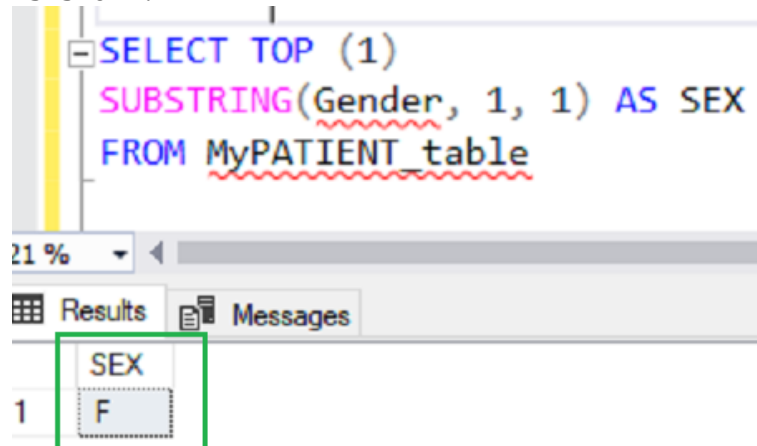 SELECT TOP (1)
SUBSTRING(Gender, 1, 1) AS SEX
FROM MyPATIENT_table
21 %
Results Messages
SEX
1 F